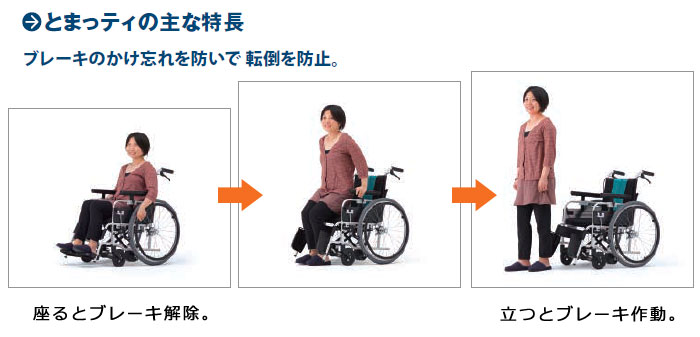 とまっティの主な特長
ブレーキのかけ忘れを防いで 転倒を防止。
座るとブレーキ解除。
立つとブレーキ作動。